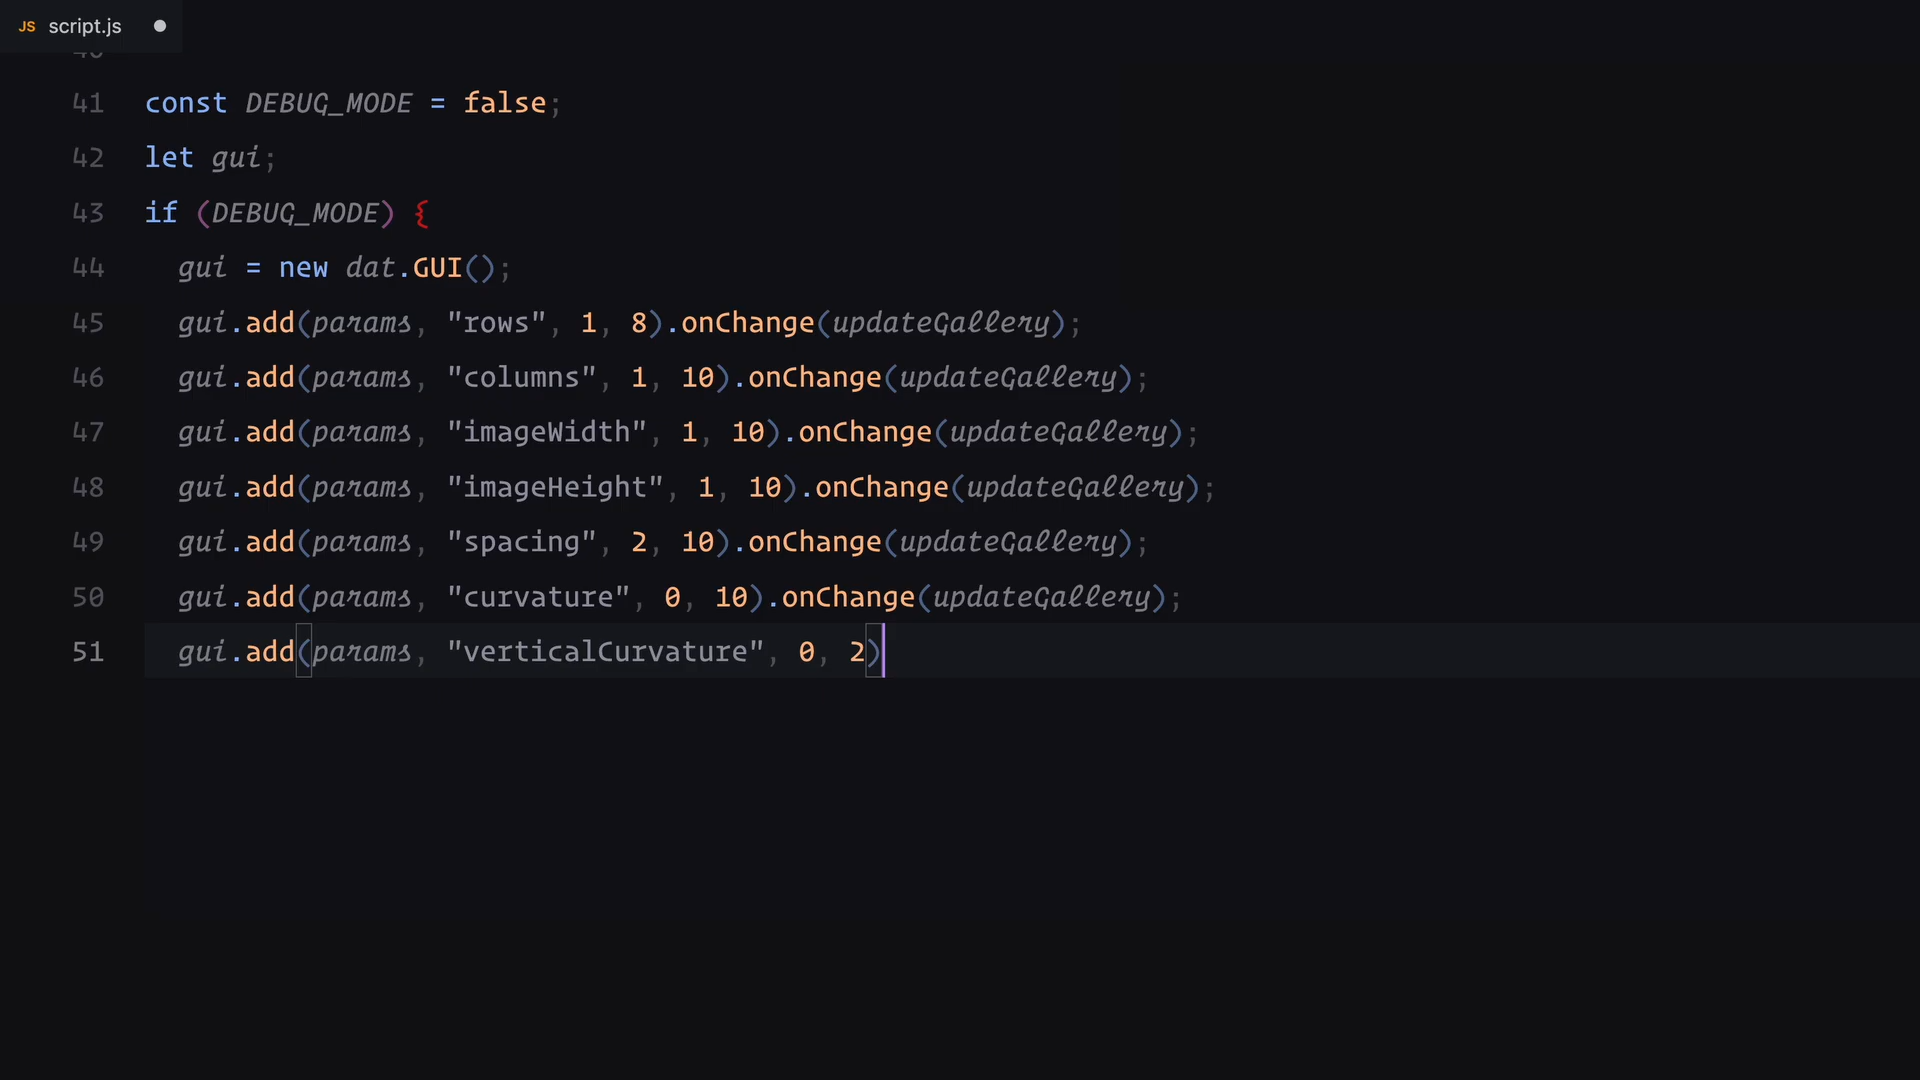 JS script.js
40
41 const DEBUG_MODE = false;
42 let gui;
43 if (DEBUG_MODE) {
44 gui = new dat.GUI();
45 gui.add(params, "rows", 1, 8).onChange(updateGallery);
46 gui.add(params, "columns", 1, 10).onChange(updateGallery);
47 gui.add(params, "imageWidth", 1, 10).onChange(updateGallery);
48 gui.add(params, "imageHeight", 1, 10).onChange(updateGallery);
49 gui.add(params, "spacing", 2, 10).onChange(updateGallery);
50 gui.add(params, "curvature", 0, 10).onChange(updateGallery);
51 gui.add(params, "verticalCurvature", 0, 2)